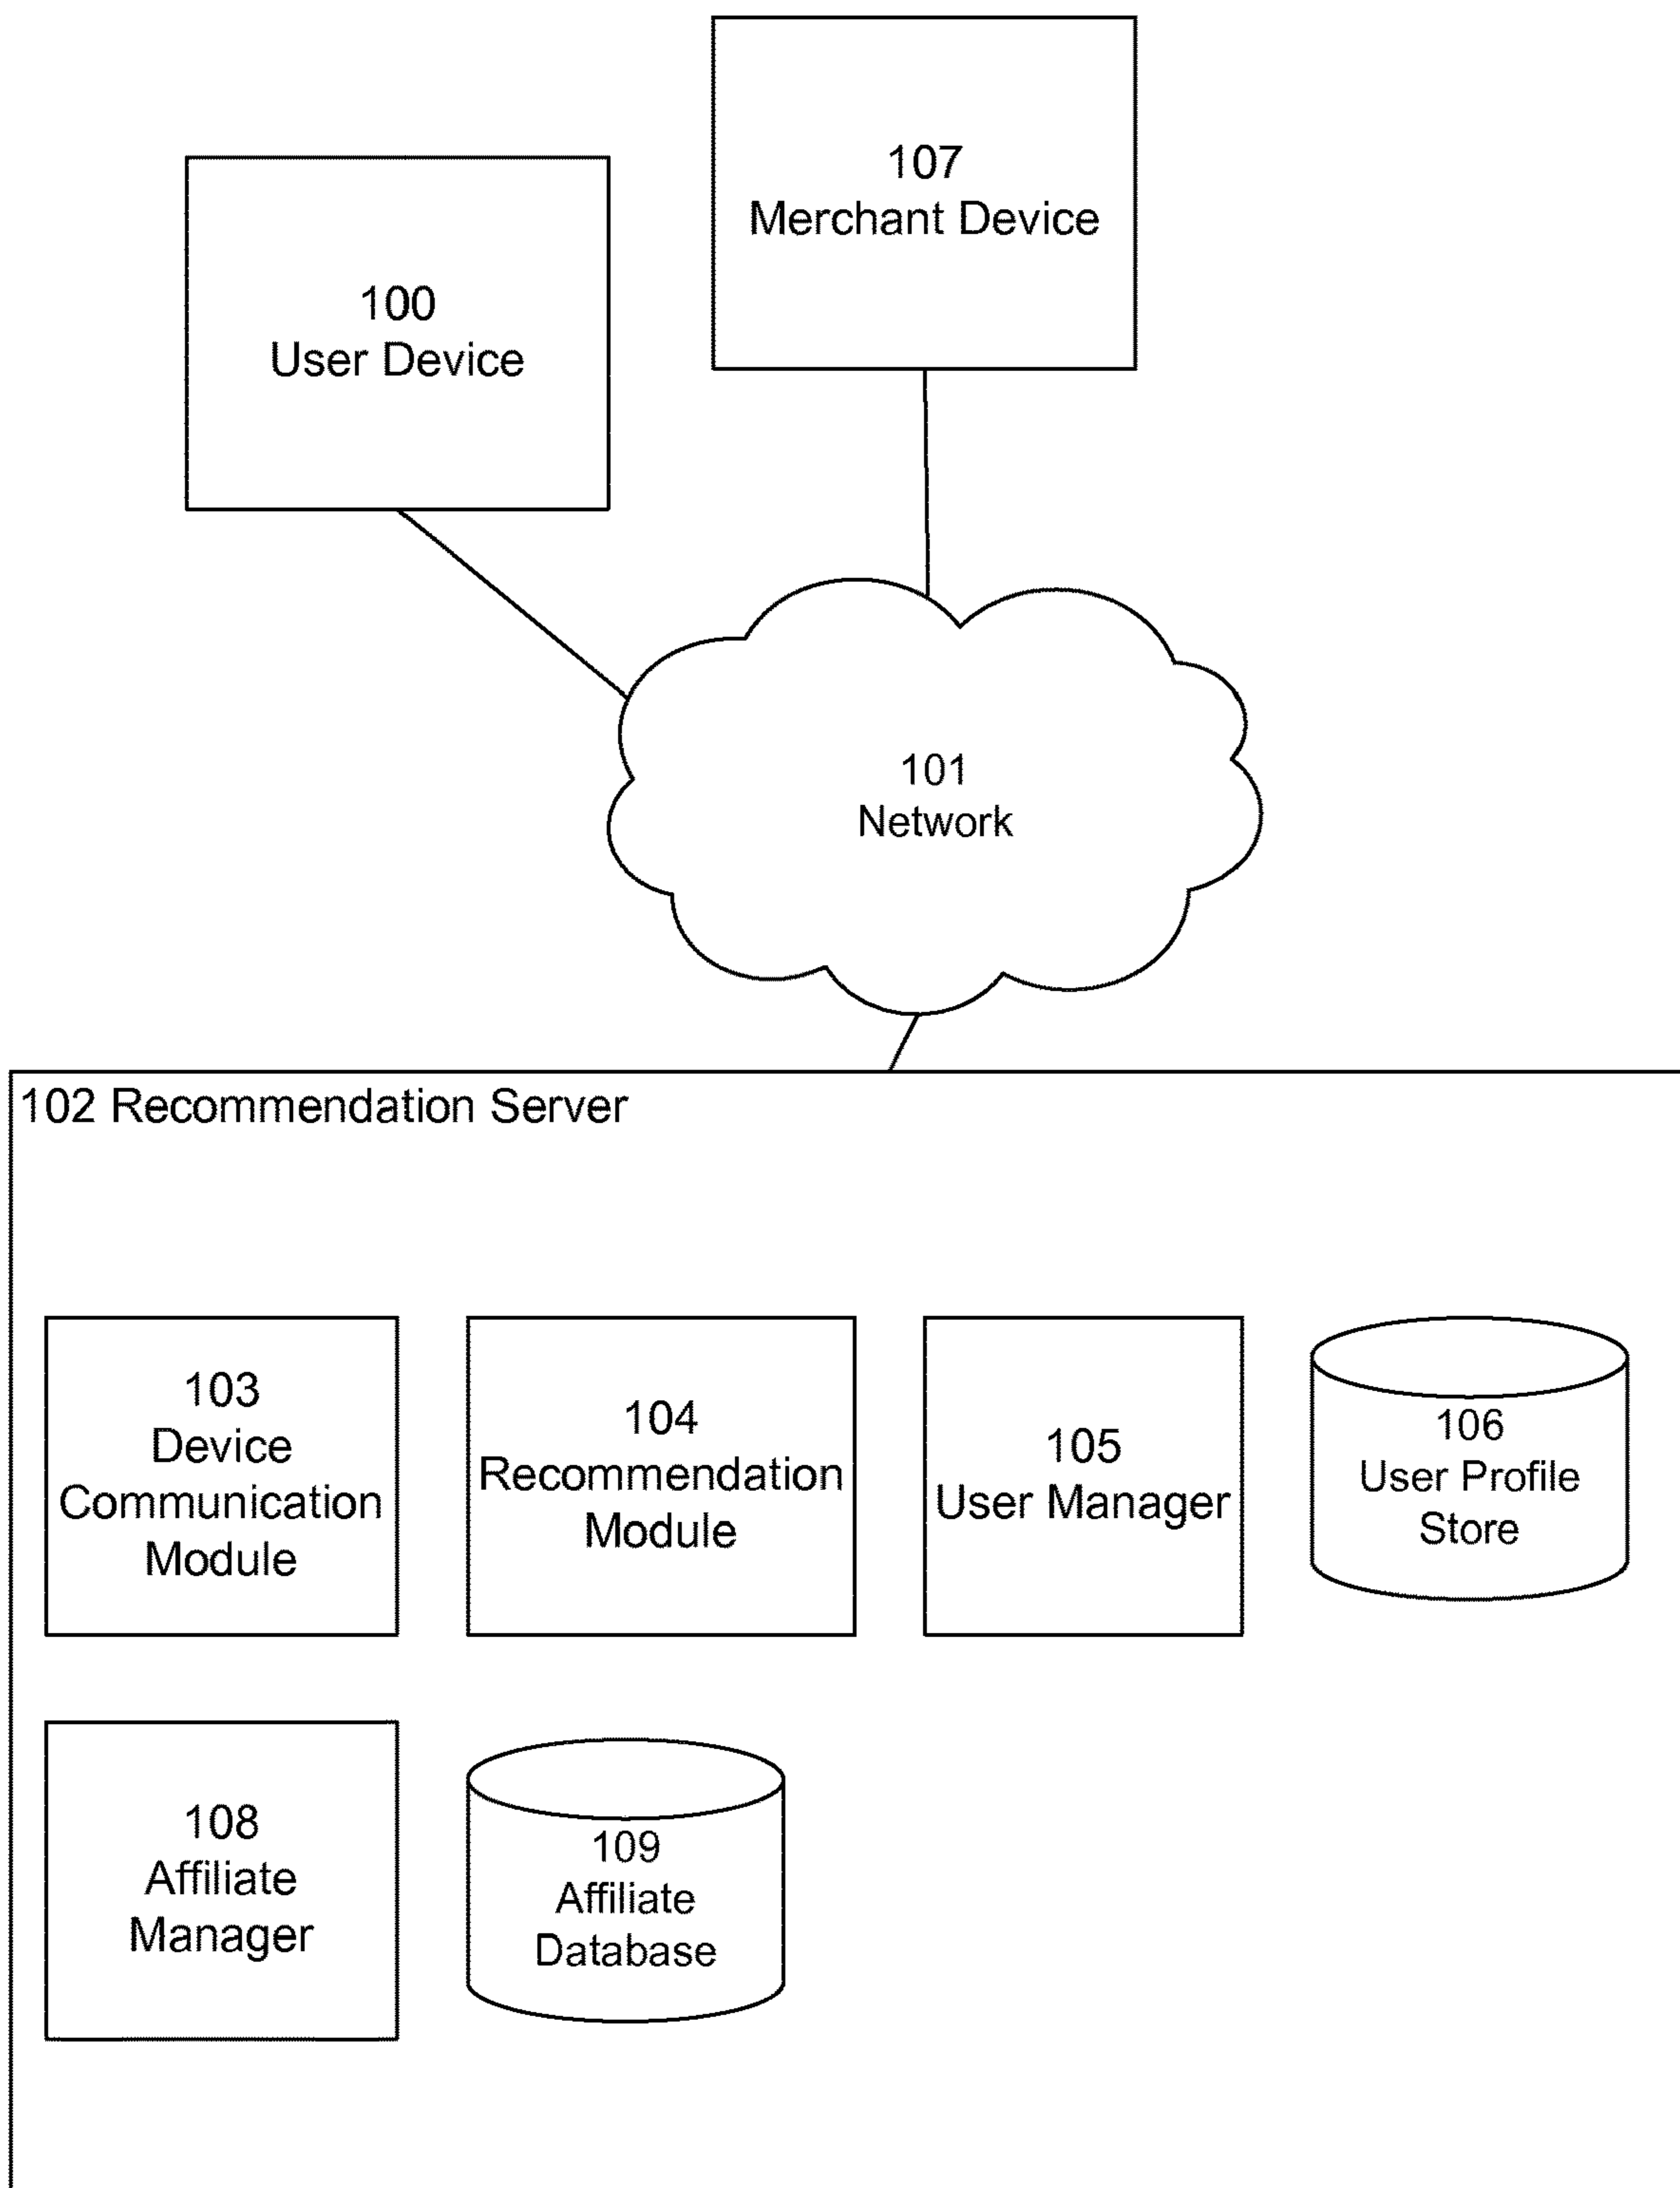 107
Merchant Device
100
User Device
101
Network
102 Recommendation Server
103
Device
Communication
Module
104
Recommendation
Module
105
User Manager
106
User Profile
Store
108
Affiliate
Manager
109
Affiliate
Database